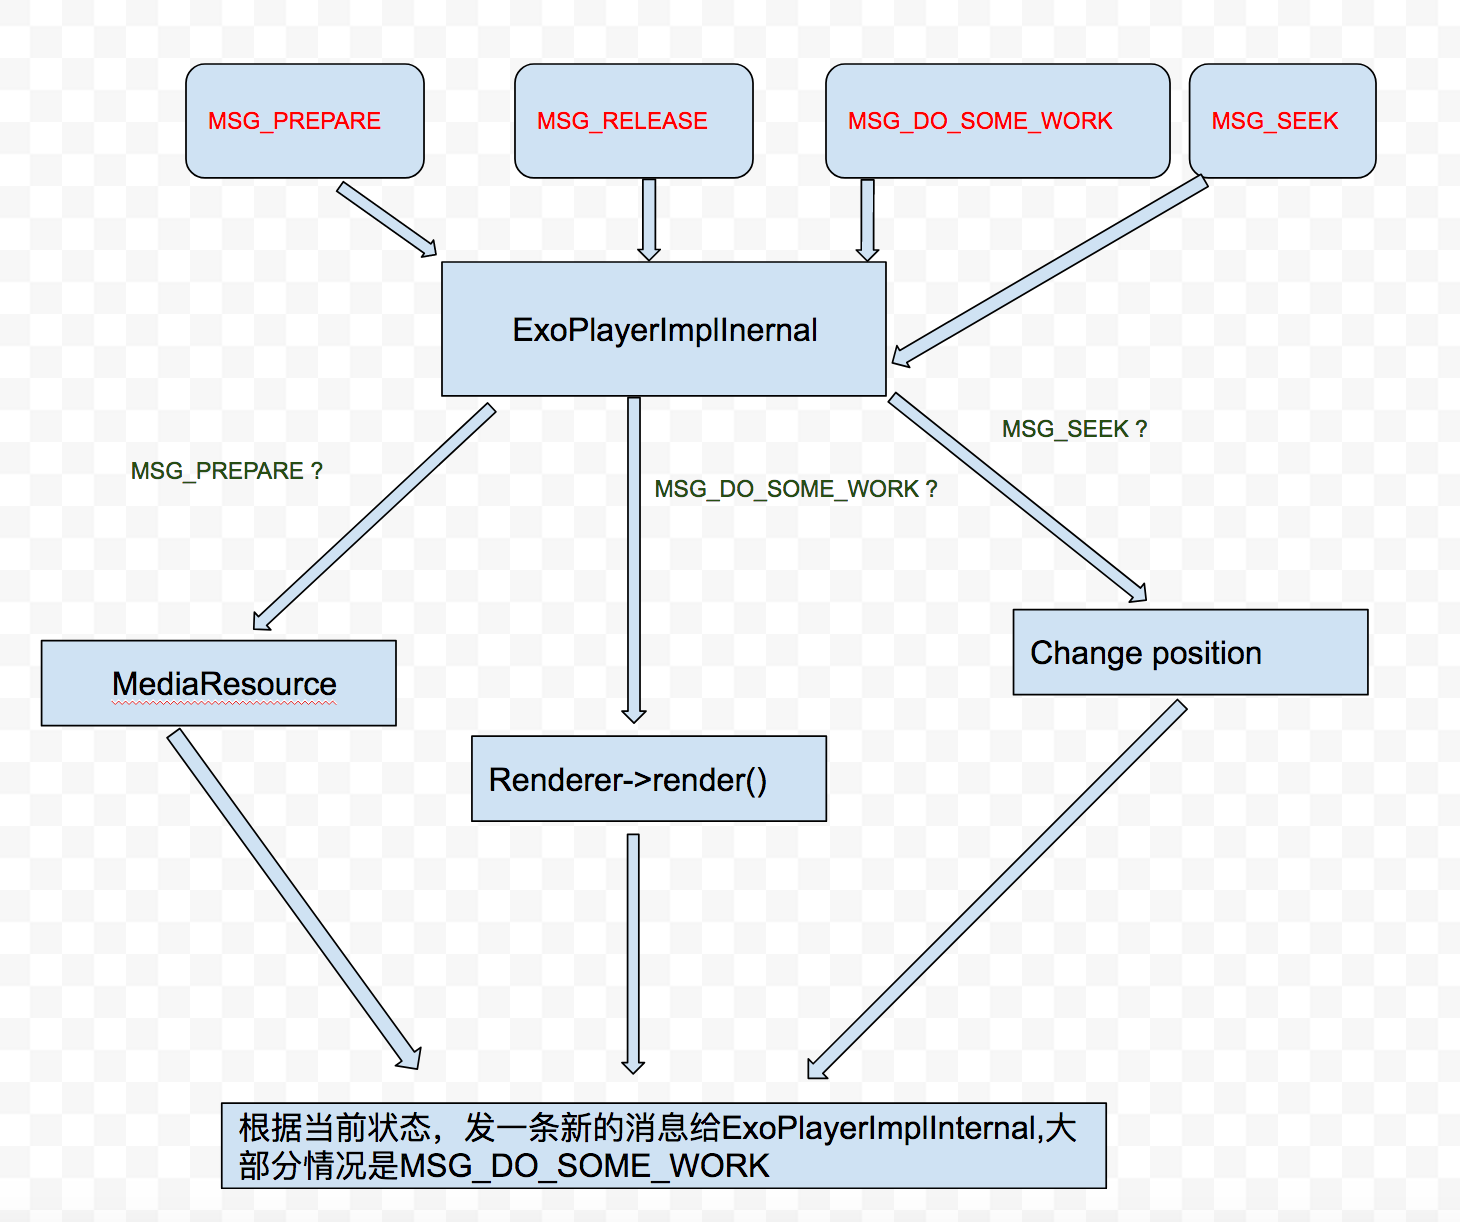 MSG_PREPARE
MSG_RELEASE
MSG_DO_SOME_WORK
MSG_SEEK
ExoPlayerImplInernal
MSG_SEEK ?
MSG_PREPARE ?
MSG_DO_SOME_WORK ?
Change position
MediaResource
Renderer->render()
根据当前状态，发一条新的消息给ExoPlayerImplInternal,大
部分情况是MSG_DO_SOME_WORK